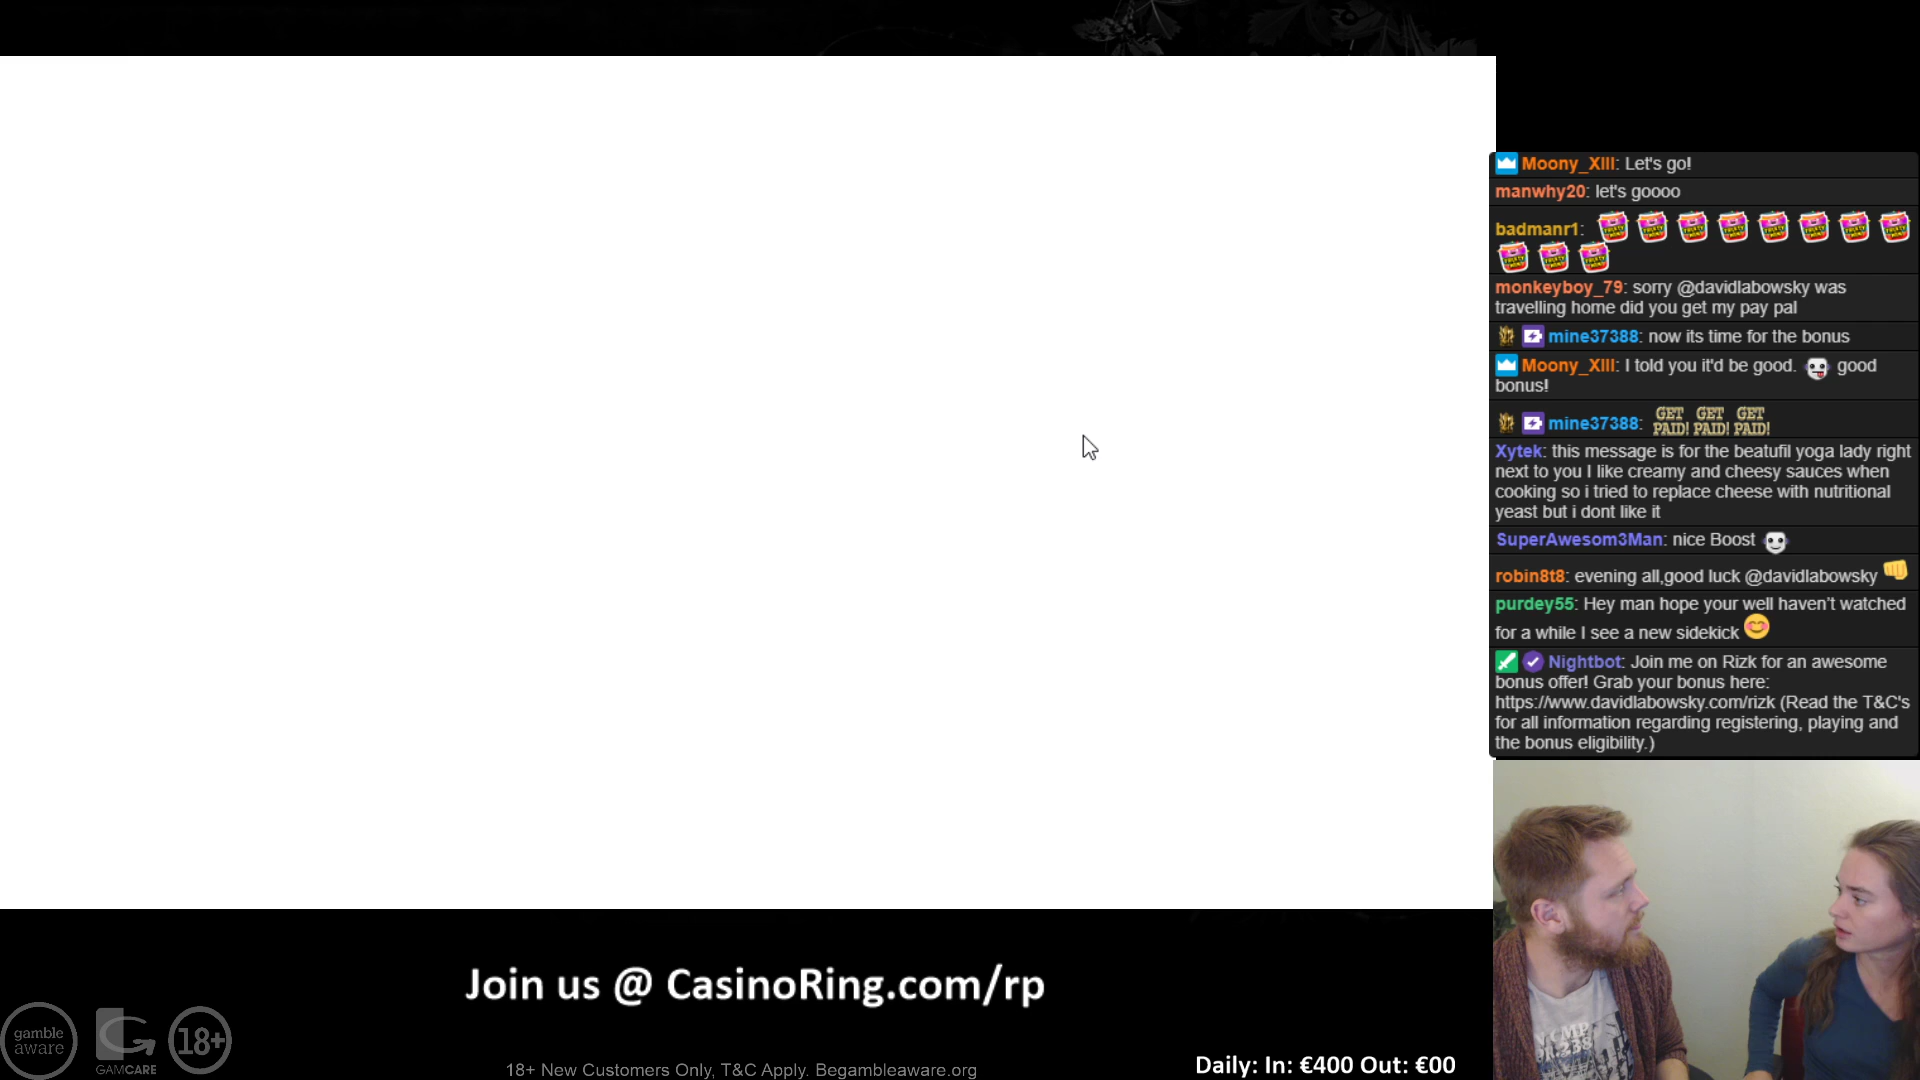 Moony_XIII: Let's go!
manwhy20: let's goooo
badmanr1:
monkeyboy_79: sorry @davidlabowsky was
travelling home did you get my pay pal
mine37388: now its time for the bonus
Moony_XIII: I told you it'd be good. good
bonus!
mine37388: GET PAID! GET PAID! GET PAID!
Xytek: this message is for the beatufil yoga lady right
next to you I like creamy and cheesy sauces when
cooking so i tried to replace cheese with nutritional
yeast but i dont like it
SuperAwesom3Man: nice Boost
robin8t8: evening all,good luck @davidlabowsky
purdey55: Hey man hope your well haven't watched
for a while I see a new sidekick
Nightbot: Join me on Rizk for an awesome
bonus offer! Grab your bonus here:
https://www.davidlabowsky.com/rizk (Read the T&C's
for all information regarding registering, playing and
the bonus eligibility.)
Join us @ CasinoRing.com/rp
gamble
aware
GAMCARE
18+
18+ New Customers Only, T&C Apply. Begambleaware.org
Daily: In: €400 Out: €00